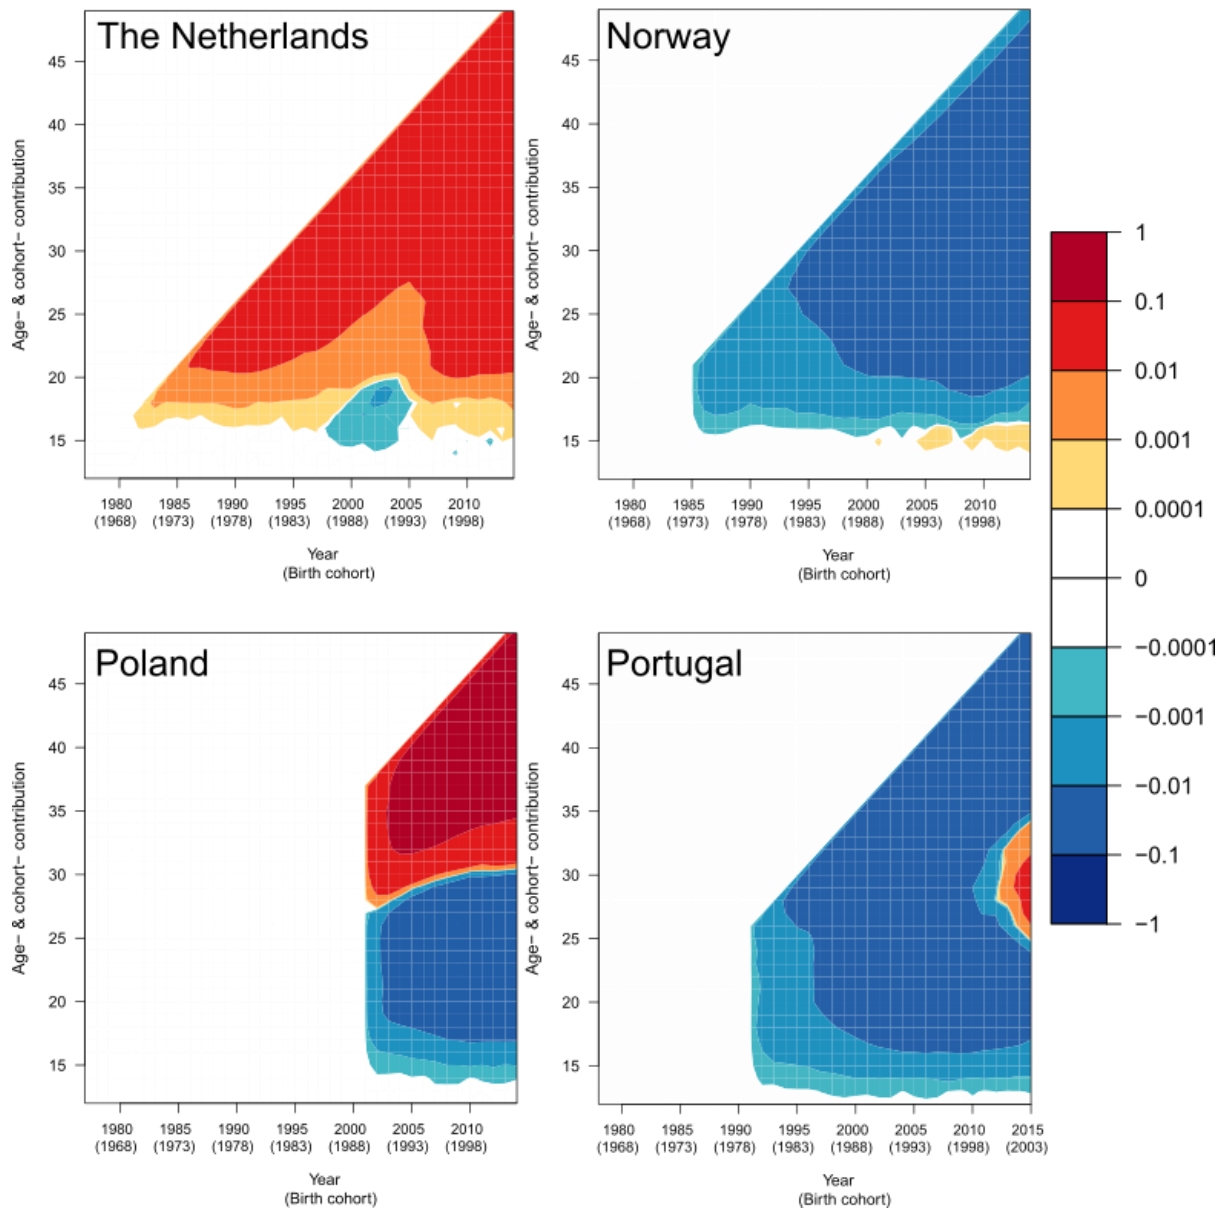 The Netherlands
45
40
35
30
25
20
15
Age− & cohort− contribution
1980 1985 1990 1995 2000 2005 2010
(1968) (1973) (1978) (1983) (1988) (1993) (1998)
Year
(Birth cohort)
Norway
45
40
35
30
25
20
15
Age− & cohort− contribution
1980 1985 1990 1995 2000 2005 2010
(1968) (1973) (1978) (1983) (1988) (1993) (1998)
Year
(Birth cohort)
1
0.1
0.01
0.001
0.0001
0
−0.0001
−0.001
−0.01
−0.1
−1
Poland
45
40
35
30
25
20
15
Age− & cohort− contribution
1980 1985 1990 1995 2000 2005 2010
(1968) (1973) (1978) (1983) (1988) (1993) (1998)
Year
(Birth cohort)
Portugal
45
40
35
30
25
20
15
Age− & cohort− contribution
1980 1985 1990 1995 2000 2005 2010 2015
(1968) (1973) (1978) (1983) (1988) (1993) (1998) (2003)
Year
(Birth cohort)